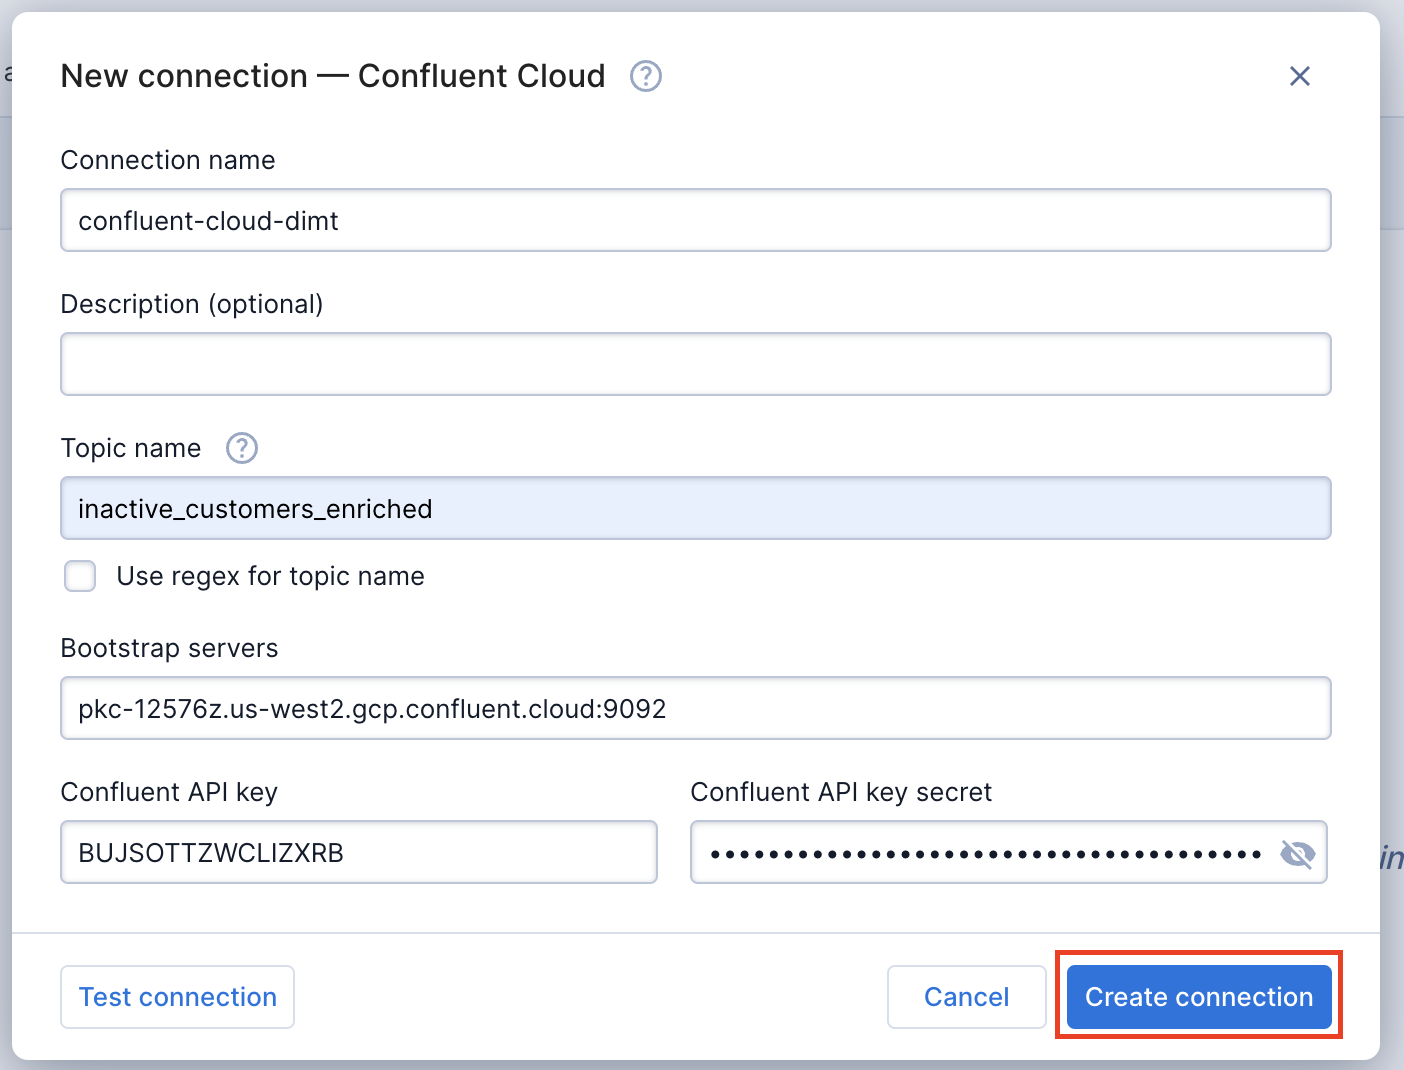 New connection — Confluent Cloud ?
Connection name
confluent-cloud-dimt
Description (optional)
Topic name ?
inactive_customers_enriched
Use regex for topic name
Bootstrap servers
pkc-12576z.us-west2.gcp.confluent.cloud:9092
Confluent API key
Confluent API key secret
BUJSOTTZWCLIZXRB
••••••••••••••••••••••••••••••••••••••
Test connection
Cancel
Create connection